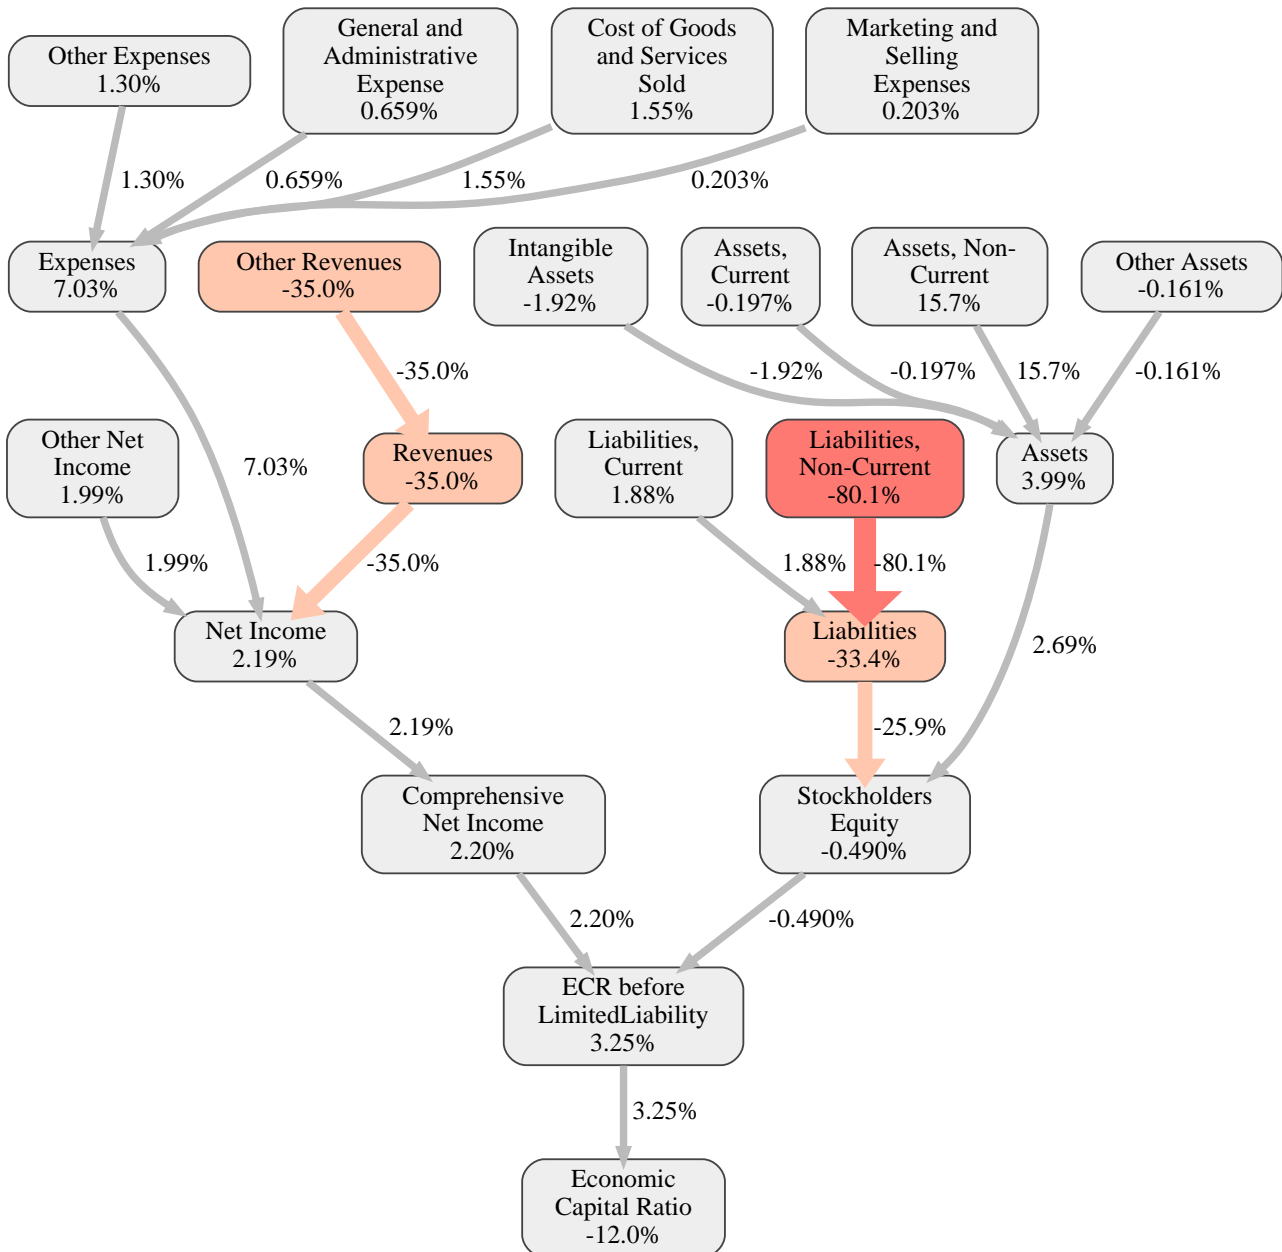 Other Expenses
1.30%
General and
Administrative
Expense
0.659%
Cost of Goods
and Services
Sold
1.55%
Marketing and
Selling
Expenses
0.203%
1.30%
0.659%
1.55%
0.203%
Expenses
7.03%
Other Revenues
-35.0%
Intangible
Assets
-1.92%
Assets,
Current
-0.197%
Assets, Non-
Current
15.7%
Other Assets
-0.161%
-35.0%
-1.92%
-0.197%
15.7%
-0.161%
Other Net
Income
1.99%
7.03%
Revenues
-35.0%
Liabilities,
Current
1.88%
Liabilities,
Non-Current
-80.1%
Assets
3.99%
1.99%
-35.0%
1.88%
-80.1%
Net Income
2.19%
Liabilities
-33.4%
2.69%
2.19%
-25.9%
Comprehensive
Net Income
2.20%
Stockholders
Equity
-0.490%
2.20%
-0.490%
ECR before
LimitedLiability
3.25%
3.25%
Economic
Capital Ratio
-12.0%